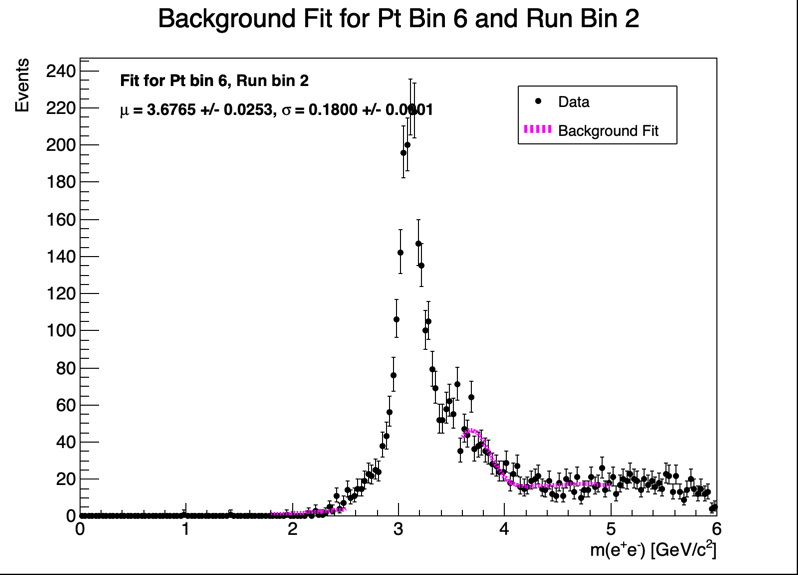 Background Fit for Pt Bin 6 and Run Bin 2
Events
240
220
200
180
160
140
120
100
80
60
40
20
0
Fit for Pt bin 6, Run bin 2
μ = 3.6765 +/- 0.0253, σ = 0.1800 +/- 0.0001
Data
Background Fit
0 1 2 3 4 5 6
m(e⁺e⁻) [GeV/c²]